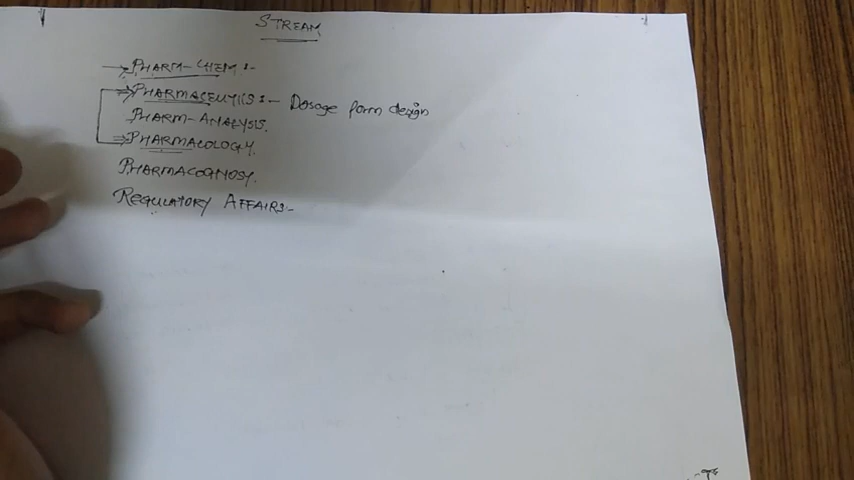 STREAM
→ PHARM-CHEM:-
PHARMACEUTICS:- Dosage form design
PHARM-ANALYSIS.
PHARMACOLOGY.
PHARMACOGNOSY.
REGULATORY AFFAIRS-